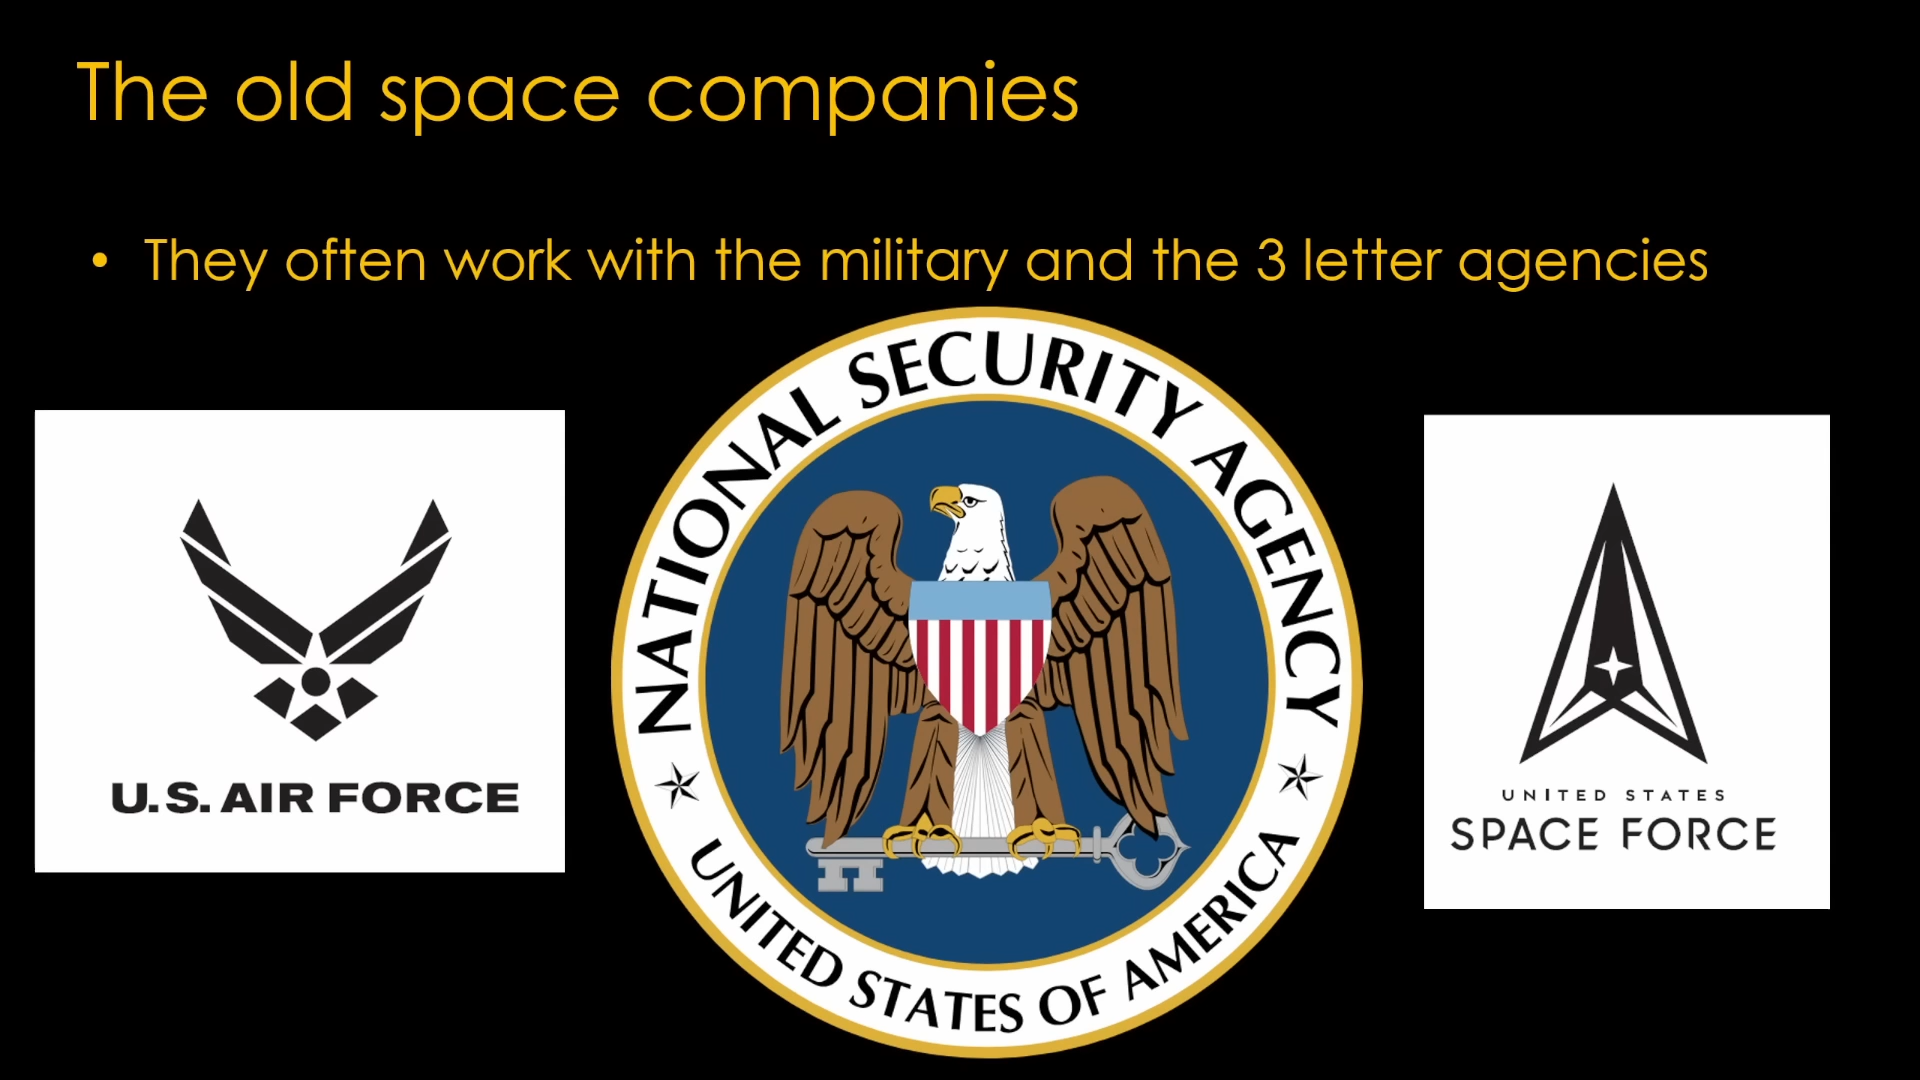 The old space companies
• They often work with the military and the 3 letter agencies
U.S. AIR FORCE
NATIONAL SECURITY AGENCY
UNITED STATES OF AMERICA
UNITED STATES
SPACE FORCE